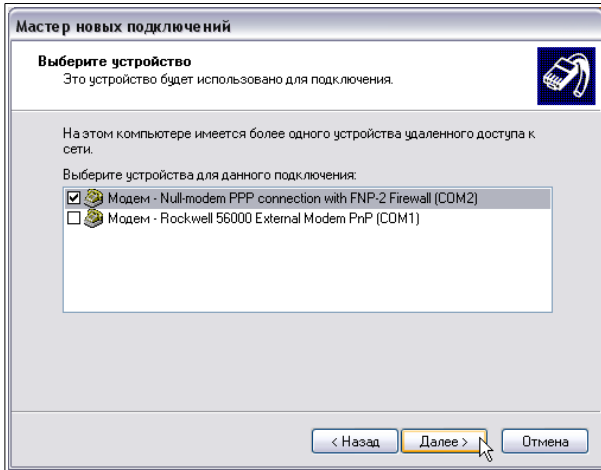 Мастер новых подключений
Выберите устройство
Это устройство будет использовано для подключения.
На этом компьютере имеется более одного устройства удаленного доступа к
сети.
Выберите устройства для данного подключения:
Модем - Null-modem PPP connection with FNP-2 Firewall (COM2)
Модем - Rockwell 56000 External Modem PnP (COM1)
< Назад Далее > Отмена